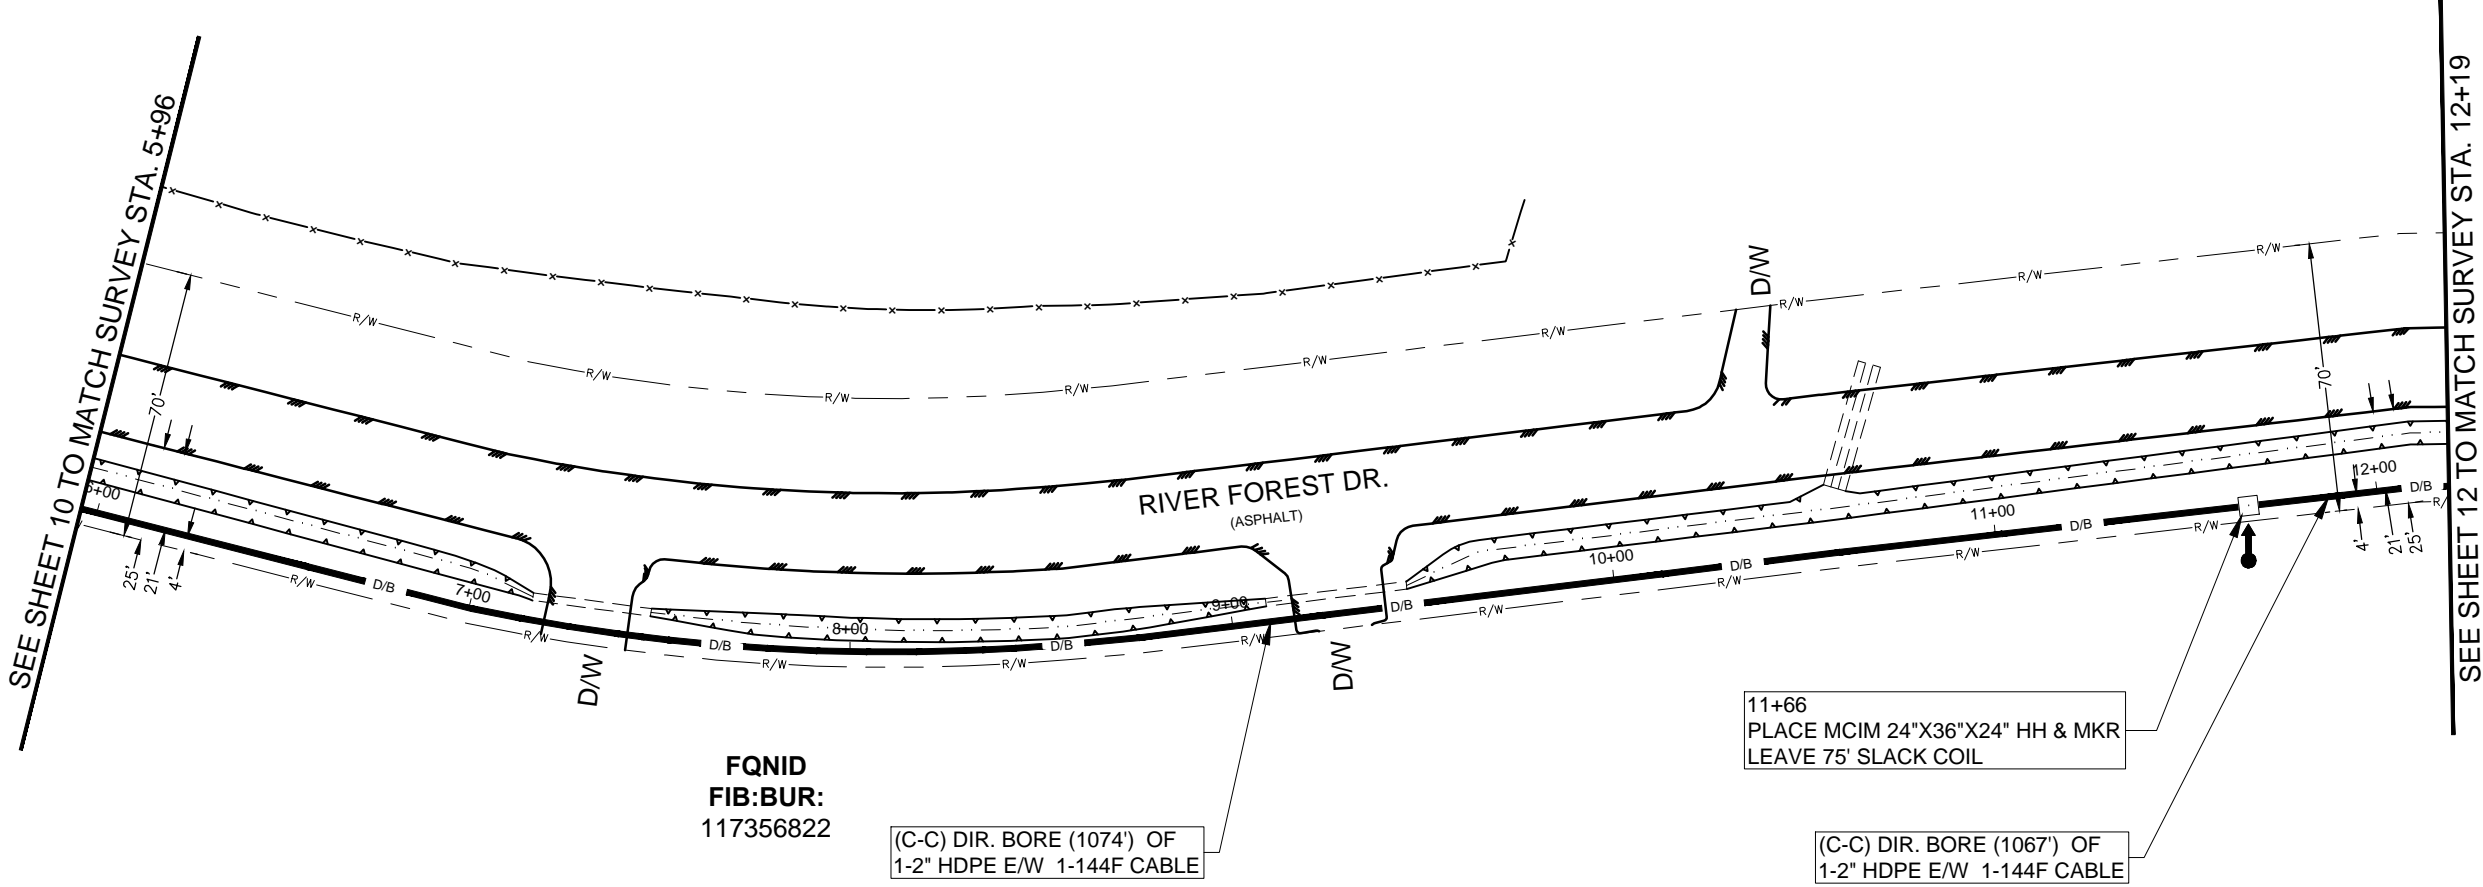 SEE SHEET 10 TO MATCH SURVEY STA. 5+96
R/W
R/W
R/W
R/W
R/W
R/W
R/W
R/W
R/W
D/W
70'
70'
RIVER FOREST DR.
(ASPHALT)
6+00
7+00
8+00
9+00
10+00
11+00
12+00
25'
21'
4'
4'
21'
25'
D/B
D/B
D/B
D/B
D/B
D/B
D/B
R/W
R/W
R/W
R/W
R/W
R/W
R/W
R/W
R/W
R/
D/W
D/W
11+66
PLACE MCIM 24"X36"X24" HH & MKR
LEAVE 75' SLACK COIL
FQNID
FIB:BUR:
117356822
(C-C) DIR. BORE (1074') OF
1-2" HDPE E/W 1-144F CABLE
(C-C) DIR. BORE (1067') OF
1-2" HDPE E/W 1-144F CABLE
SEE SHEET 12 TO MATCH SURVEY STA. 12+19